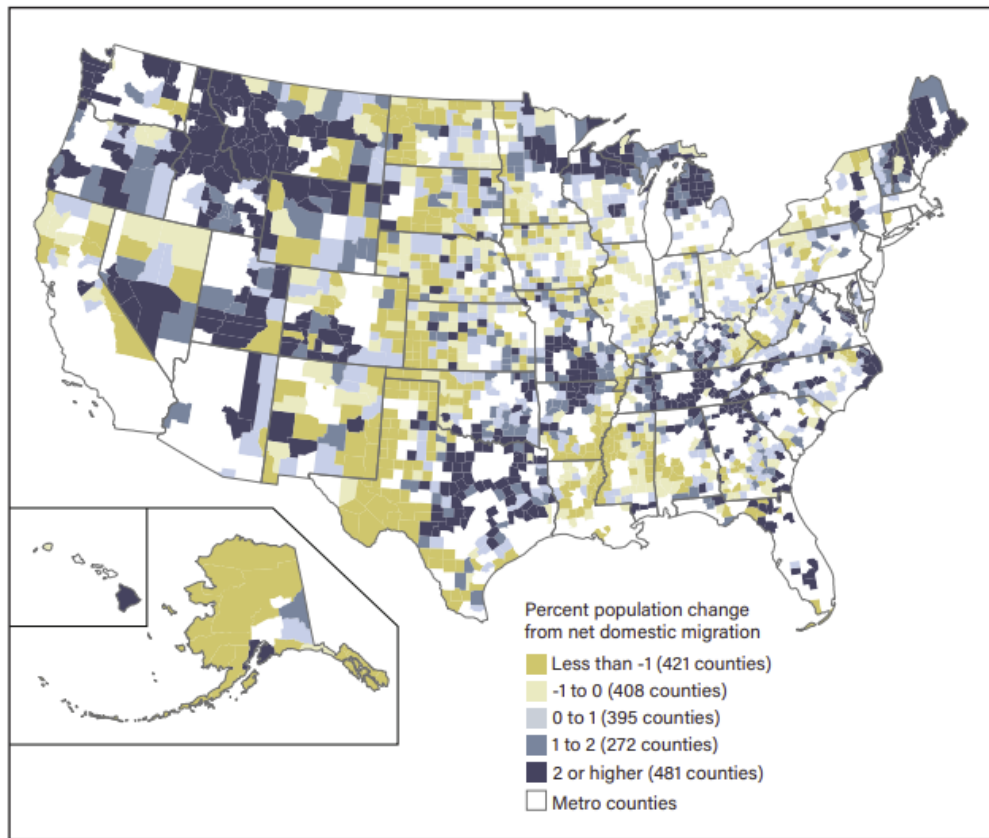 Percent population change
from net domestic migration
Less than -1 (421 counties)
-1 to 0 (408 counties)
0 to 1 (395 counties)
1 to 2 (272 counties)
2 or higher (481 counties)
Metro counties